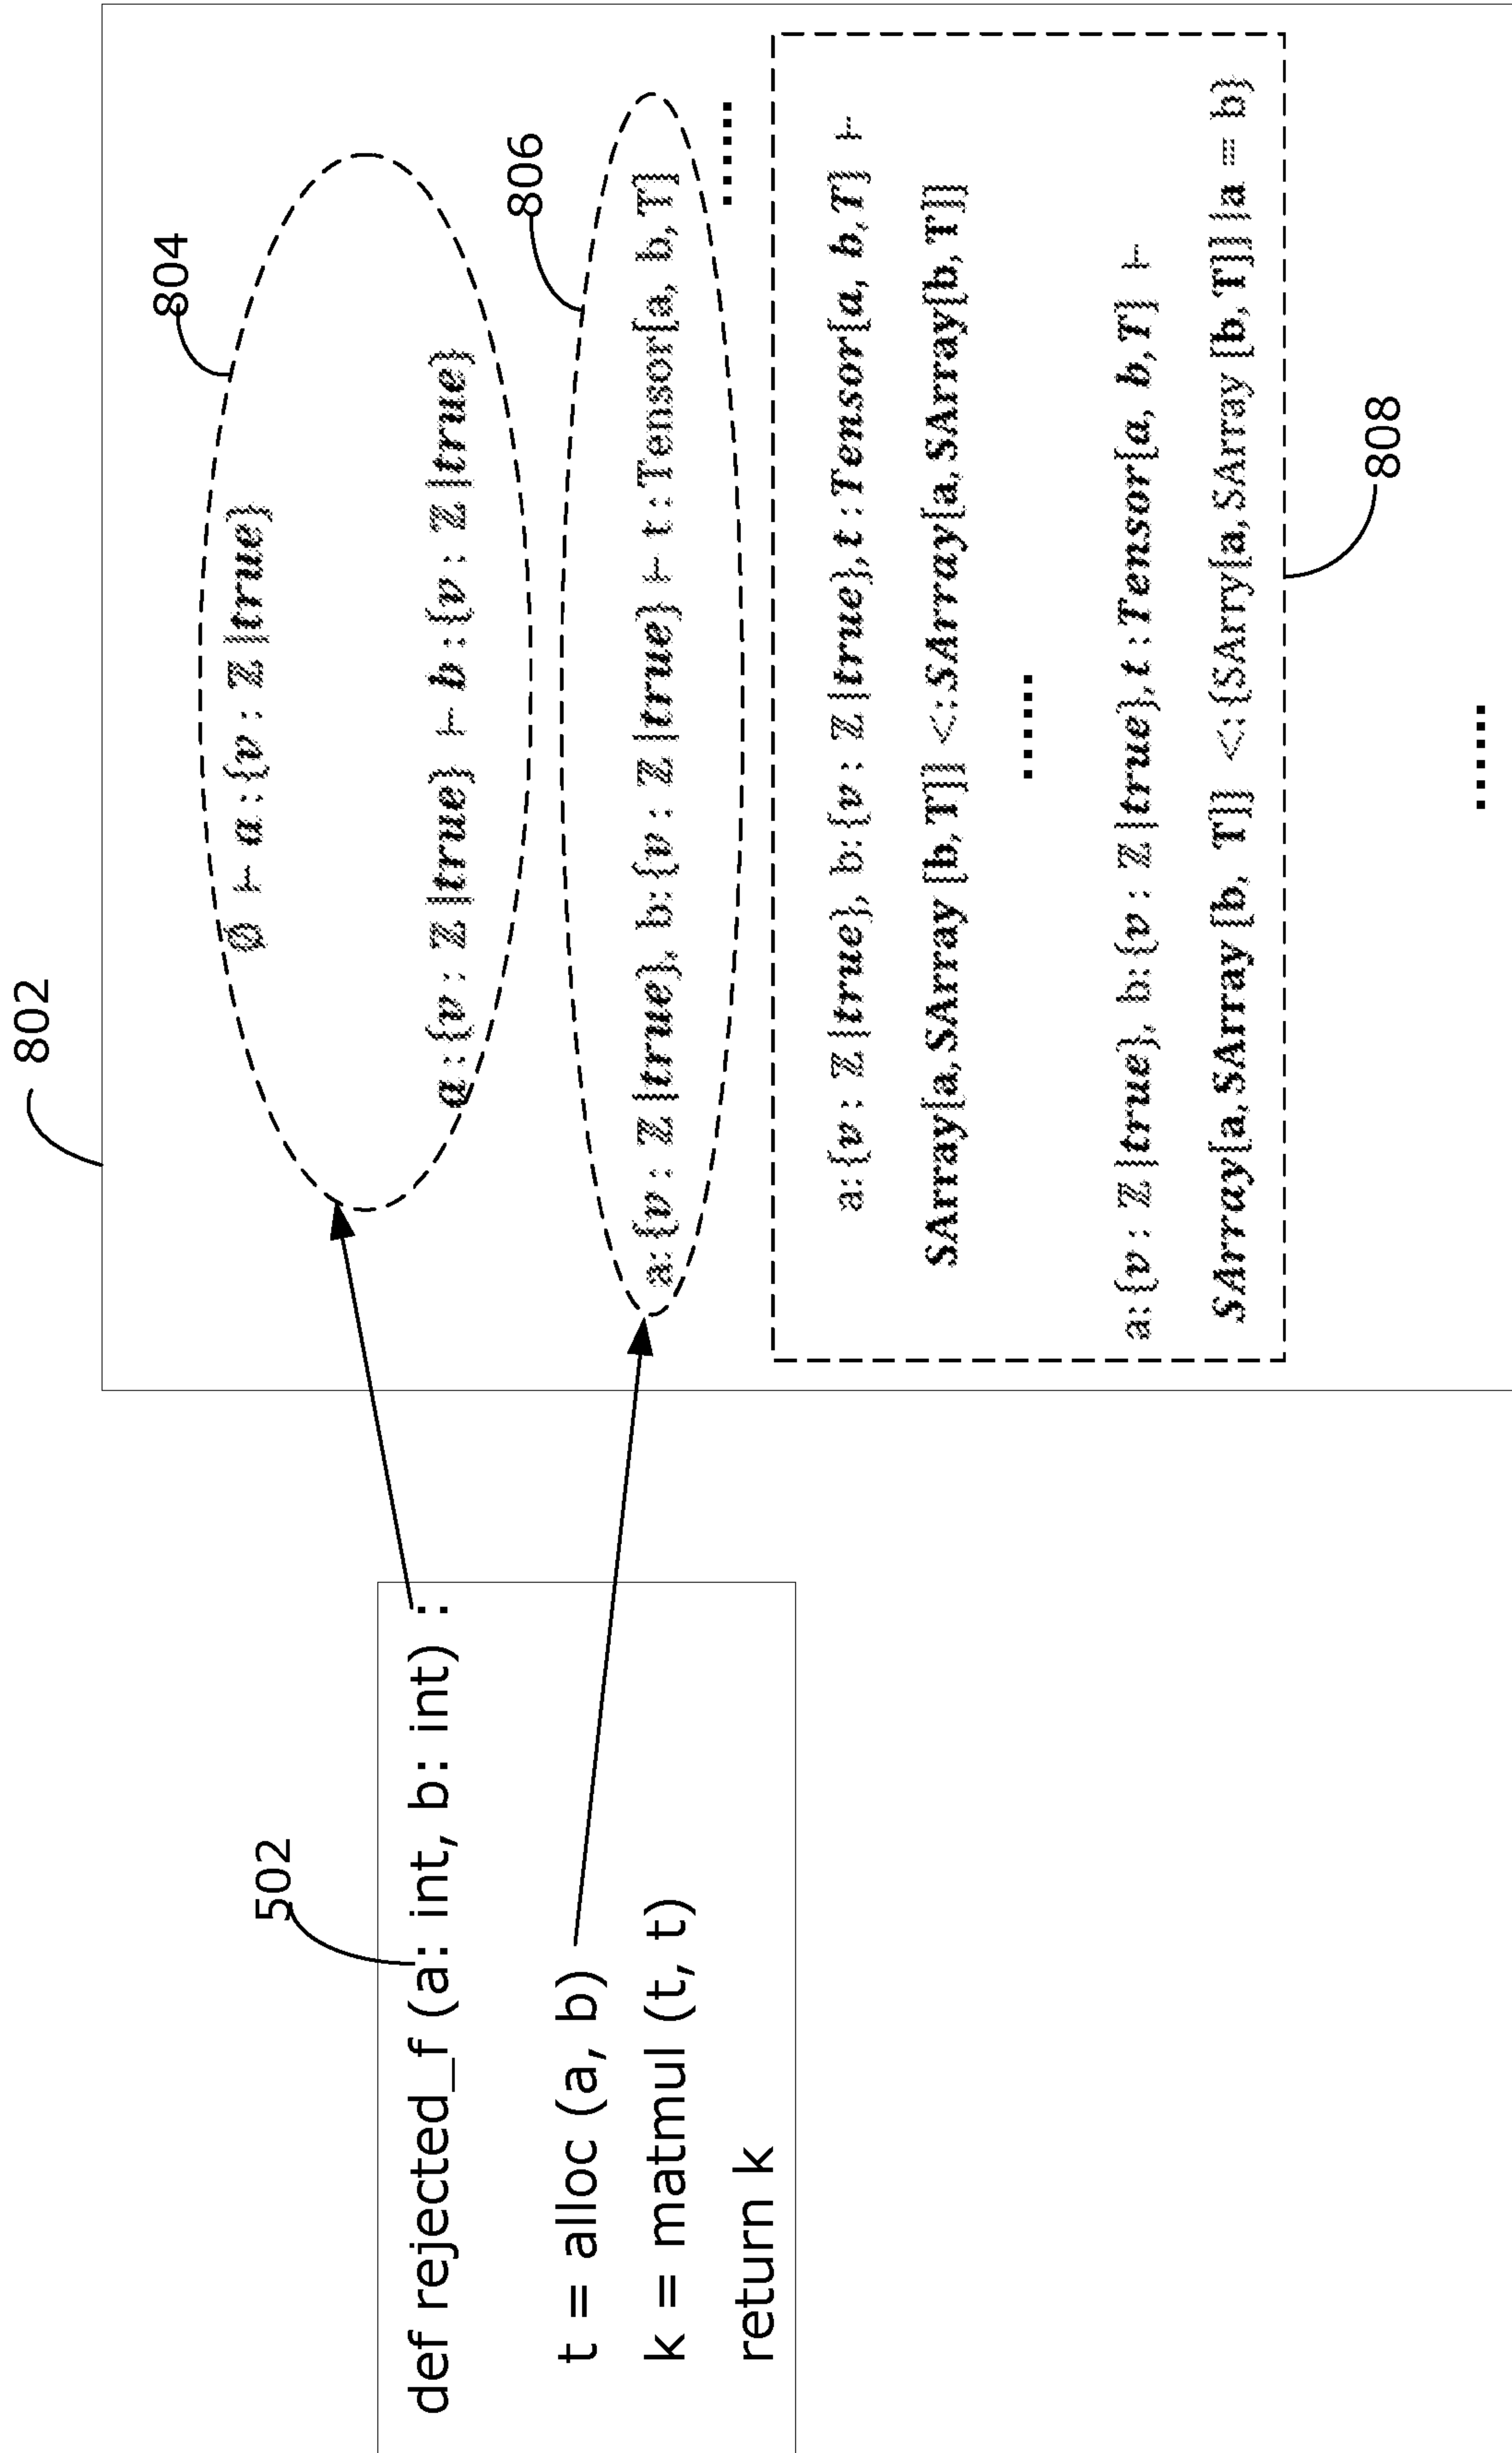 802
804
∅ ⊢ a:{v : ℤ|true}
a:{v : ℤ|true} ⊢ b:{v : ℤ|true}
806
a:{v : ℤ|true}, b:{v : ℤ|true} ⊢ t:Tensor[a, b,T]
......
a:{v : ℤ|true}, b:{v : ℤ|true},t:Tensor[a, b,T] ⊢
SArray[a,SArray [b,T]] <:SArray[a,SArray[b,T]]
......
a:{v : ℤ|true}, b:{v : ℤ|true},t:Tensor[a, b,T] ⊢
SArray[a,SArray [b, T]] <:{SArry[a,SArray [b,T]]|a = b}
808
......
502
def rejected_f (a: int, b: int) :
t = alloc (a, b)
k = matmul (t, t)
return k